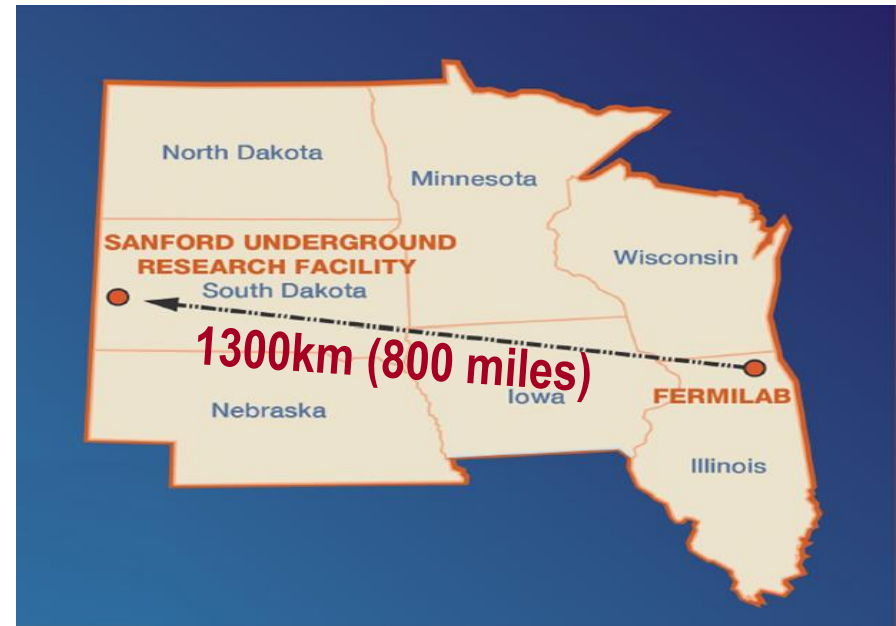 North Dakota
Minnesota
SANFORD UNDERGROUND
RESEARCH FACILITY
Wisconsin
South Dakota
1300km (800 miles)
Iowa
FERMILAB
Nebraska
Illinois